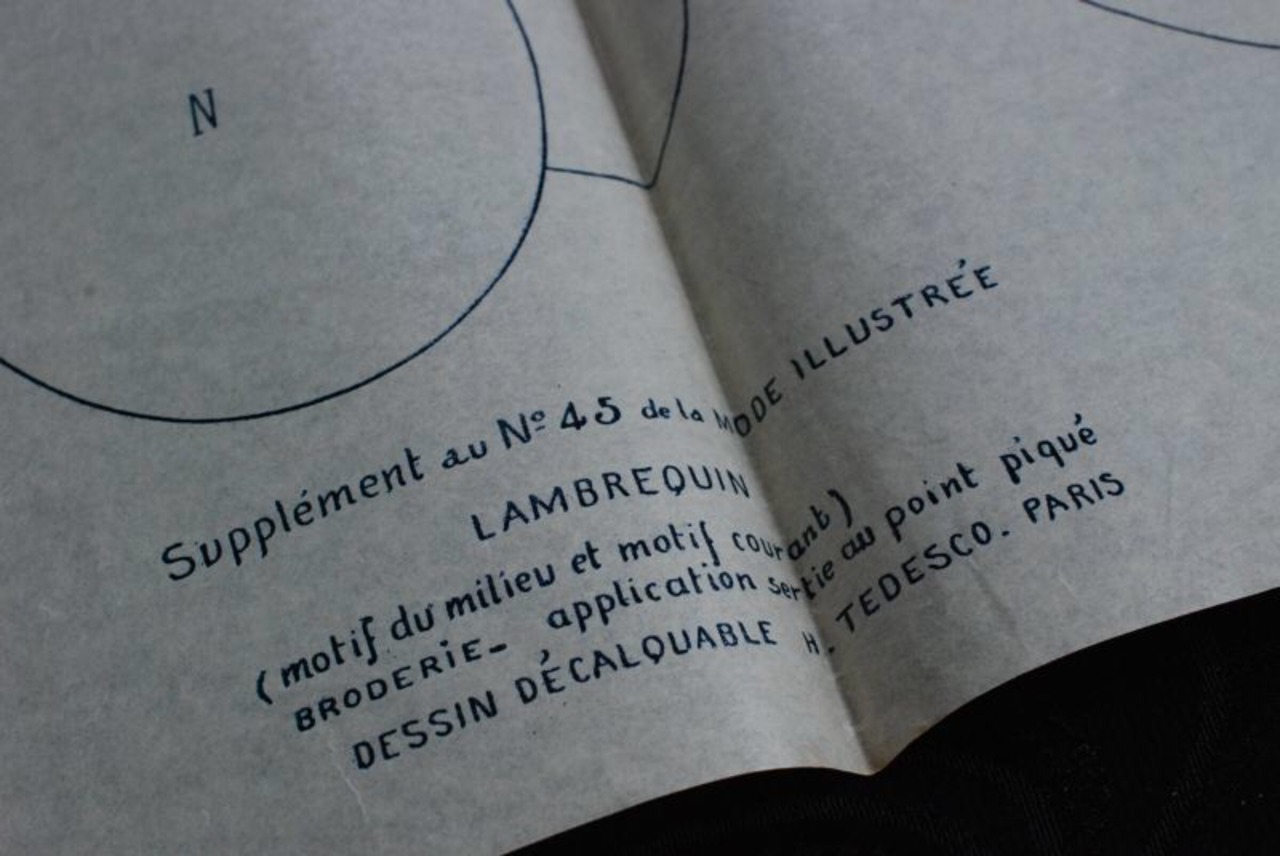 N
Supplément au Nº 45 de la MODE ILLUSTRÉE
LAMBREQUIN
(motif du milieu et motif courant)
BRODERIE- application sertie au point piqué
DESSIN DÉCALQUABLE H. TEDESCO. PARIS